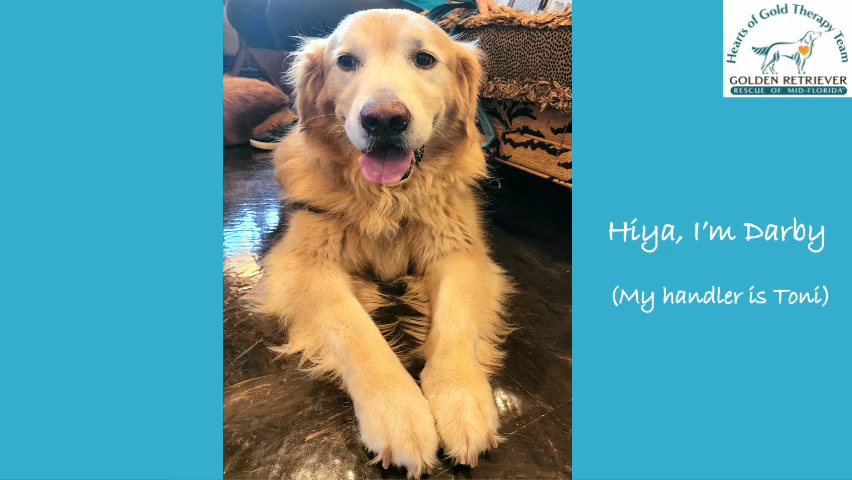 Hearts of Gold Therapy Team
GOLDEN RETRIEVER
RESCUE OF MID-FLORIDA
Hiya, I'm Darby
(My handler is Toni)